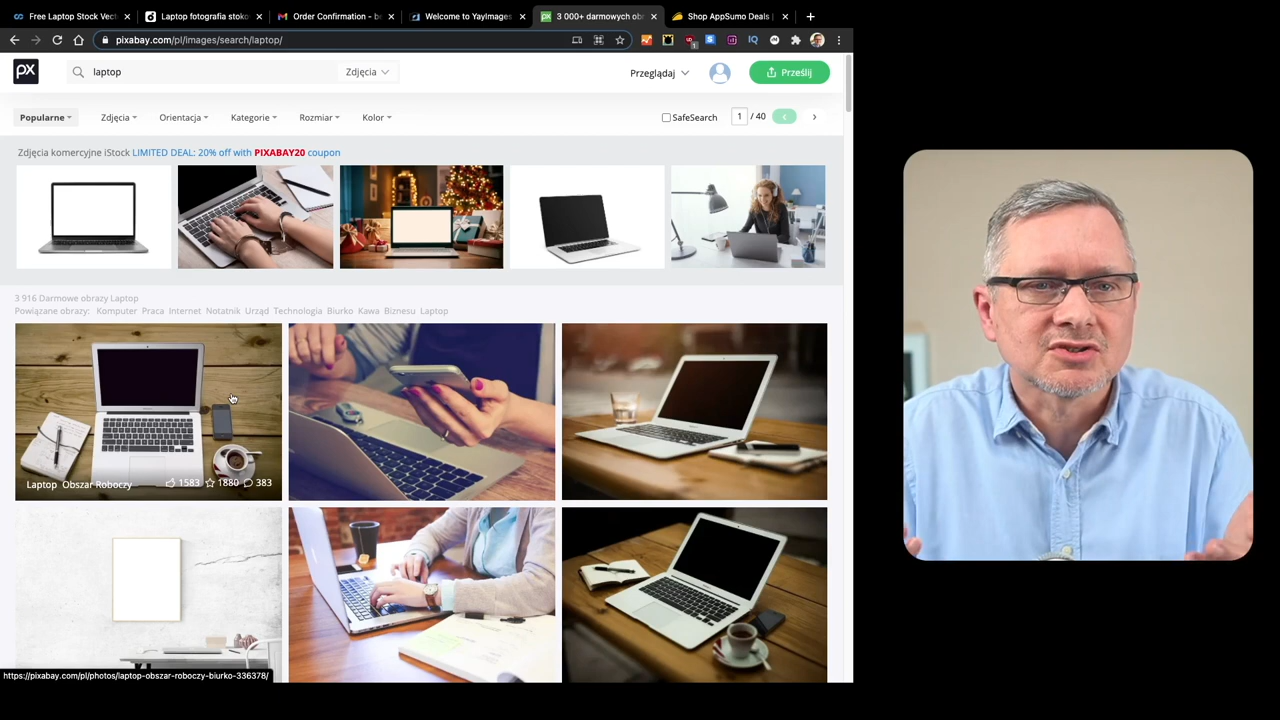 Free Laptop Stock Vect
Laptop fotografia stoko
Order Confirmation - b
Welcome to YayImages
3 000+ darmowych ob
Shop AppSumo Deals |
pixabay.com/pl/images/search/laptop/
px
laptop
Zdjęcia
Przeglądaj
Prześlij
Popularne
Zdjęcia
Orientacja
Kategorie
Rozmiar
Kolor
SafeSearch
1 / 40
Zdjęcia komercyjne iStock LIMITED DEAL: 20% off with PIXABAY20 coupon
3 916 Darmowe obrazy Laptop
Powiązane obrazy: Komputer Praca Internet Notatnik Urząd Technologia Biurko Kawa Biznesu Laptop
Laptop Obszar Roboczy 1583 1880 383
https://pixabay.com/pl/photos/laptop-obszar-roboczy-biurko-336378/